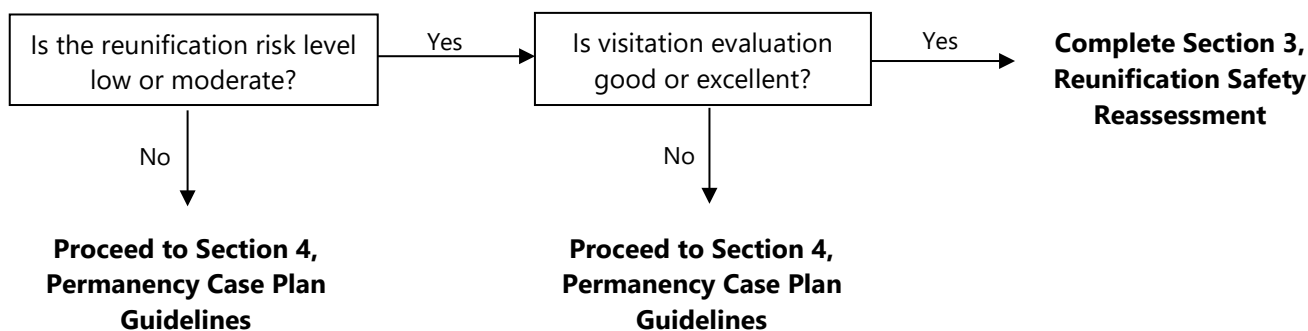 Is the reunification risk level
low or moderate?
Yes
Is visitation evaluation
good or excellent?
Yes
Complete Section 3,
Reunification Safety
Reassessment
No
No
Proceed to Section 4,
Permanency Case Plan
Guidelines
Proceed to Section 4,
Permanency Case Plan
Guidelines